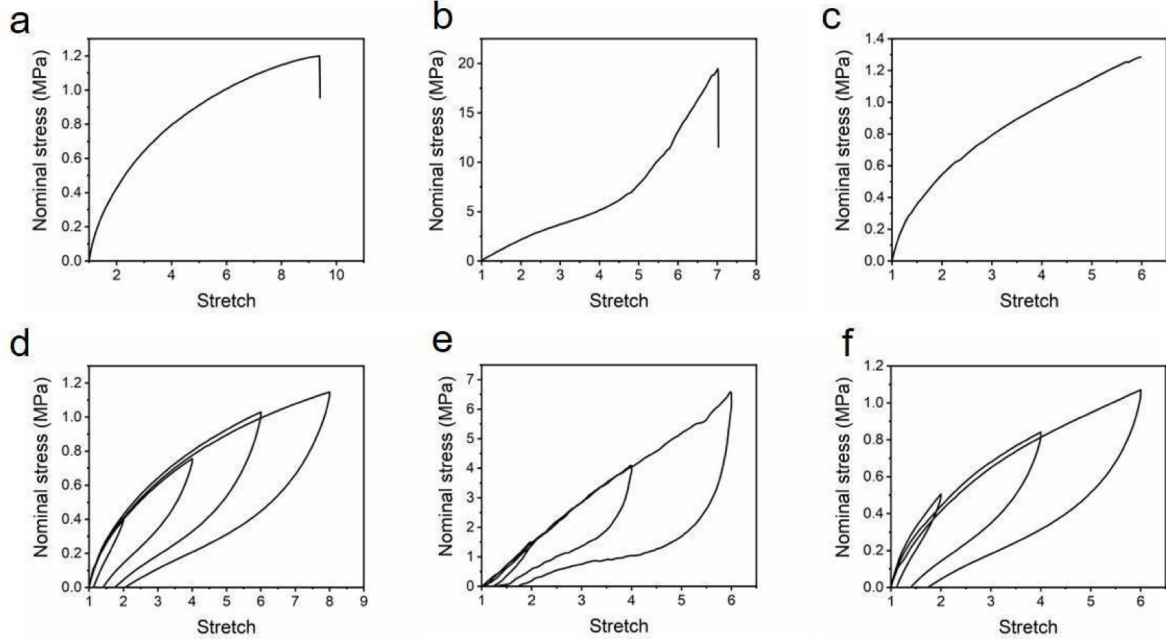 a
Nominal stress (MPa)
1.2
1.0
0.8
0.6
0.4
0.2
0.0
2 4 6 8 10
Stretch
b
Nominal stress (MPa)
20
15
10
5
0
1 2 3 4 5 6 7 8
Stretch
c
Nominal stress (MPa)
1.4
1.2
1.0
0.8
0.6
0.4
0.2
0.0
1 2 3 4 5 6
Stretch
d
Nominal stress (MPa)
1.2
1.0
0.8
0.6
0.4
0.2
0.0
1 2 3 4 5 6 7 8 9
Stretch
e
Nominal stress (MPa)
7
6
5
4
3
2
1
0
1 2 3 4 5 6
Stretch
f
Nominal stress (MPa)
1.2
1.0
0.8
0.6
0.4
0.2
0.0
1 2 3 4 5 6
Stretch